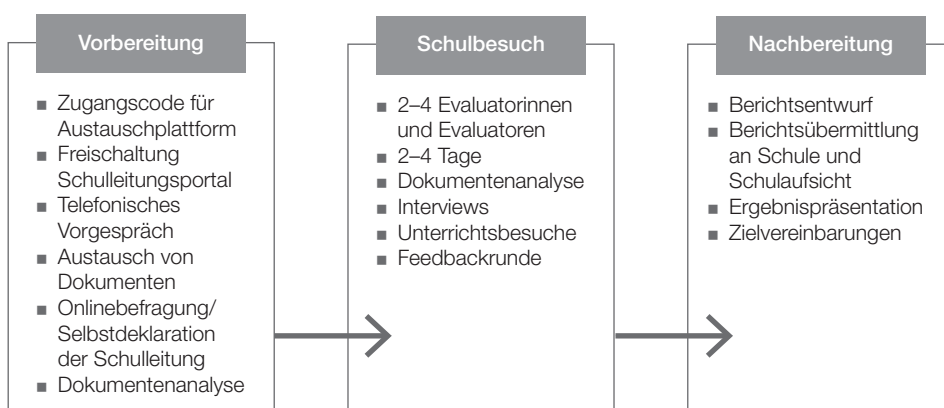 Vorbereitung
■ Zugangscode für
Austauschplattform
■ Freischaltung
Schulleitungsportal
■ Telefonisches
Vorgespräch
■ Austausch von
Dokumenten
■ Onlinebefragung/
Selbstdeklaration
der Schulleitung
■ Dokumentenanalyse
Schulbesuch
■ 2–4 Evaluatorinnen
und Evaluatoren
■ 2–4 Tage
■ Dokumentenanalyse
■ Interviews
■ Unterrichtsbesuche
■ Feedbackrunde
Nachbereitung
■ Berichtsentwurf
■ Berichtsübermittlung
an Schule und
Schulaufsicht
■ Ergebnispräsentation
■ Zielvereinbarungen